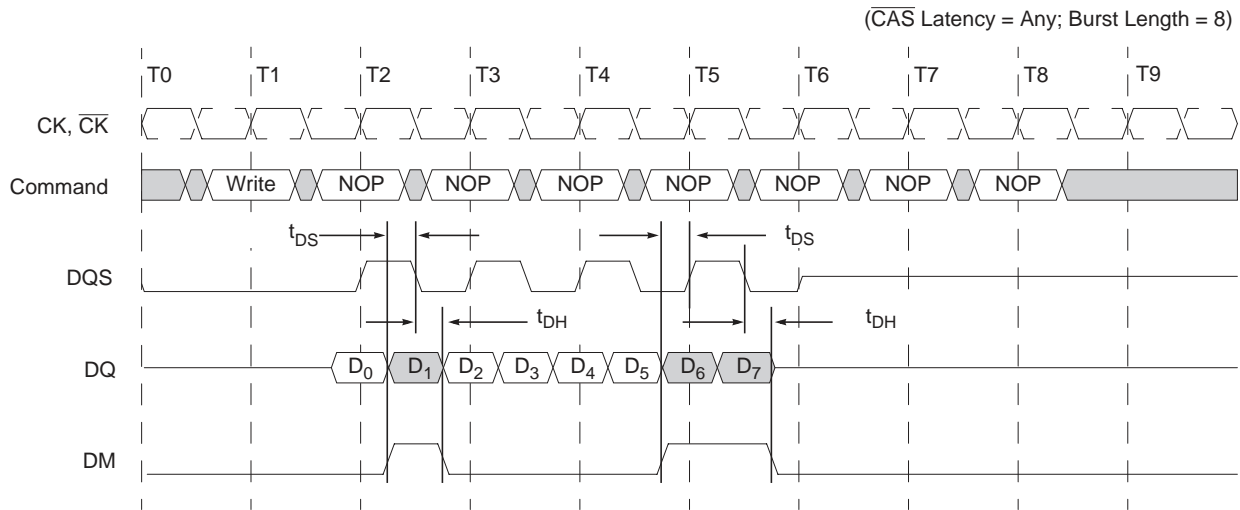 (C̅A̅S̅ Latency = Any; Burst Length = 8)
T0 T1 T2 T3 T4 T5 T6 T7 T8 T9
CK, C̅K̅
Command Write NOP NOP NOP NOP NOP NOP NOP
tDS tDS
DQS
tDH tDH
DQ D0 D1 D2 D3 D4 D5 D6 D7
DM